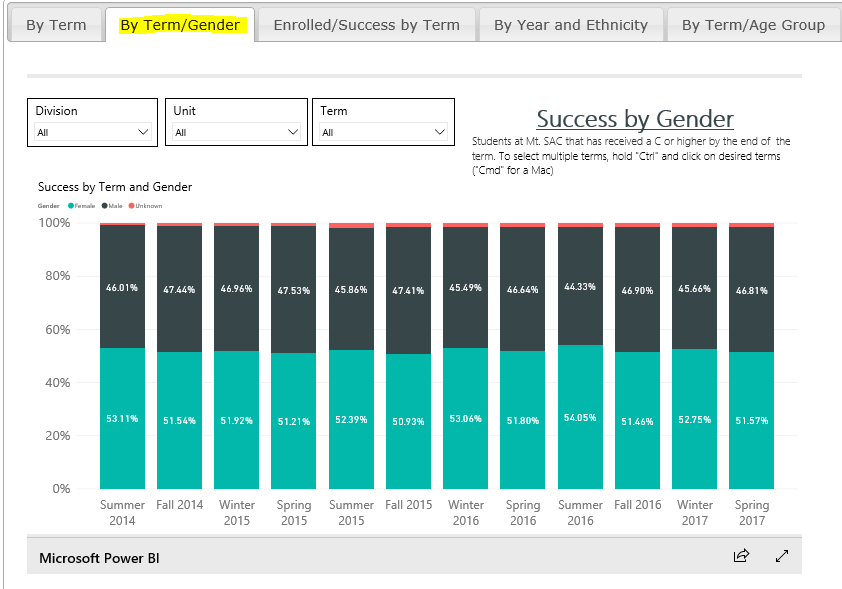 By Term By Term/Gender Enrolled/Success by Term By Year and Ethnicity By Term/Age Group
Division Unit Term
All All All
Success by Gender
Students at Mt. SAC that has received a C or higher by the end of the
term. To select multiple terms, hold "Ctrl" and click on desired terms
("Cmd" for a Mac)
Success by Term and Gender
Gender Female Male Unknown
100%
80%
60%
40%
20%
0%
46.01% 47.44% 46.96% 47.53% 45.86% 47.41% 45.49% 46.64% 44.33% 46.90% 45.66% 46.81%
53.11% 51.54% 51.92% 51.21% 52.39% 50.93% 53.06% 51.80% 54.05% 51.46% 52.75% 51.57%
Summer Fall 2014 Winter Spring Summer Fall 2015 Winter Spring Summer Fall 2016 Winter Spring
2014 2015 2015 2015 2016 2016 2016 2017 2017
Microsoft Power BI